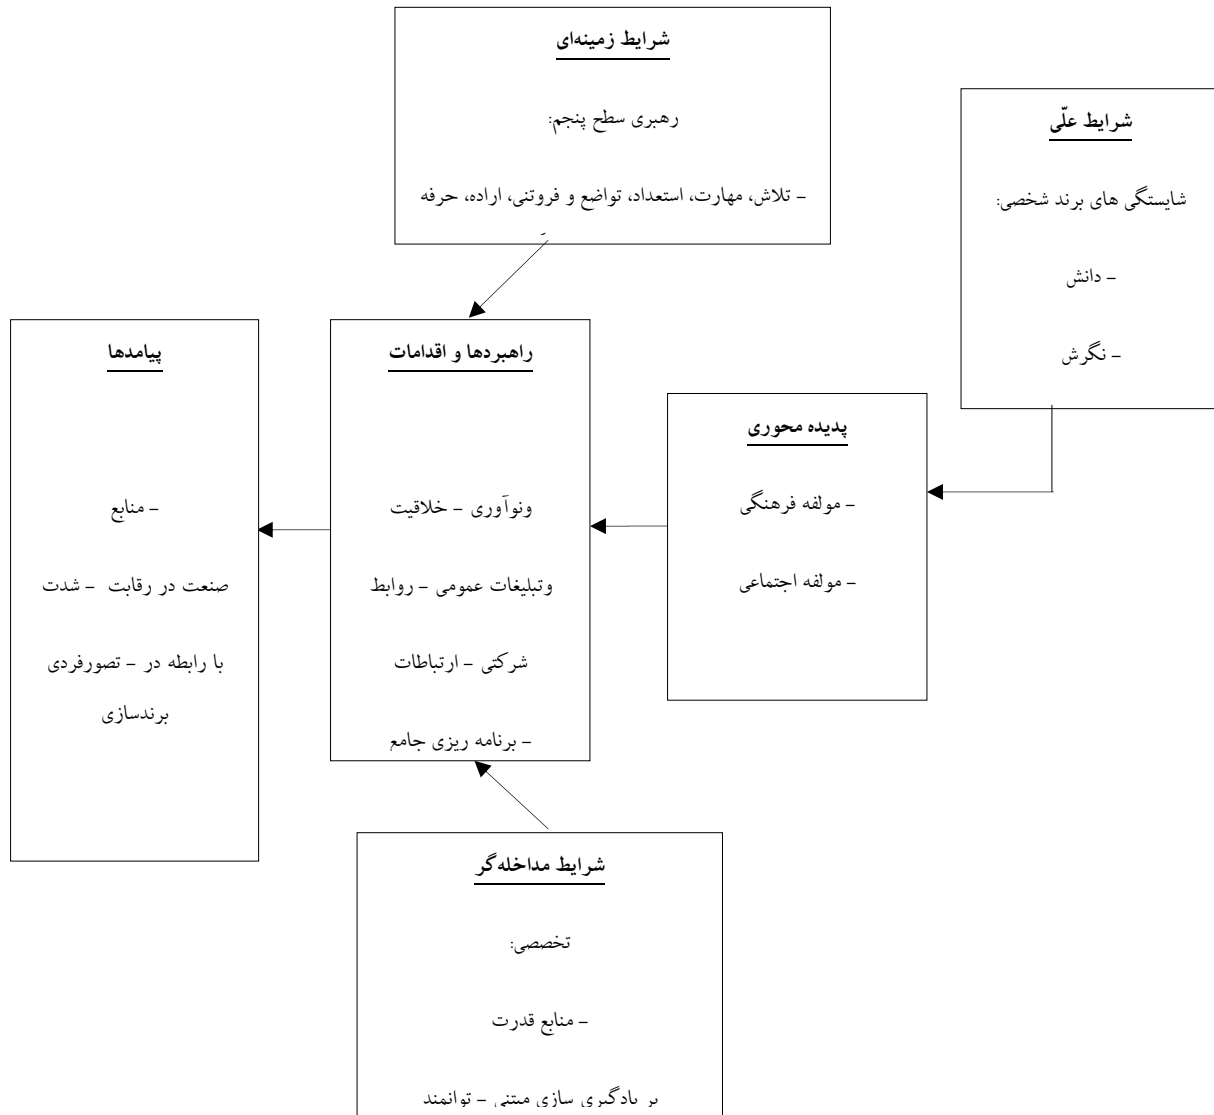 شرایط زمینه‌ای
رهبری سطح پنجم:
– تلاش، مهارت، استعداد، تواضع و فروتنی، اراده، حرفه
شرایط علّی
شایستگی های برند شخصی:
– دانش
– نگرش
پدیده محوری
– مولفه فرهنگی
– مولفه اجتماعی
راهبردها و اقدامات
ونوآوری – خلاقیت
وتبلیغات عمومی – روابط
شرکتی – ارتباطات
– برنامه ریزی جامع
پیامدها
– منابع
صنعت در رقابت – شدت
با رابطه در – تصورفردی
برندسازی
شرایط مداخله‌گر
تخصصی:
– منابع قدرت
بر یادگیری سازی مبتنی – توانمند